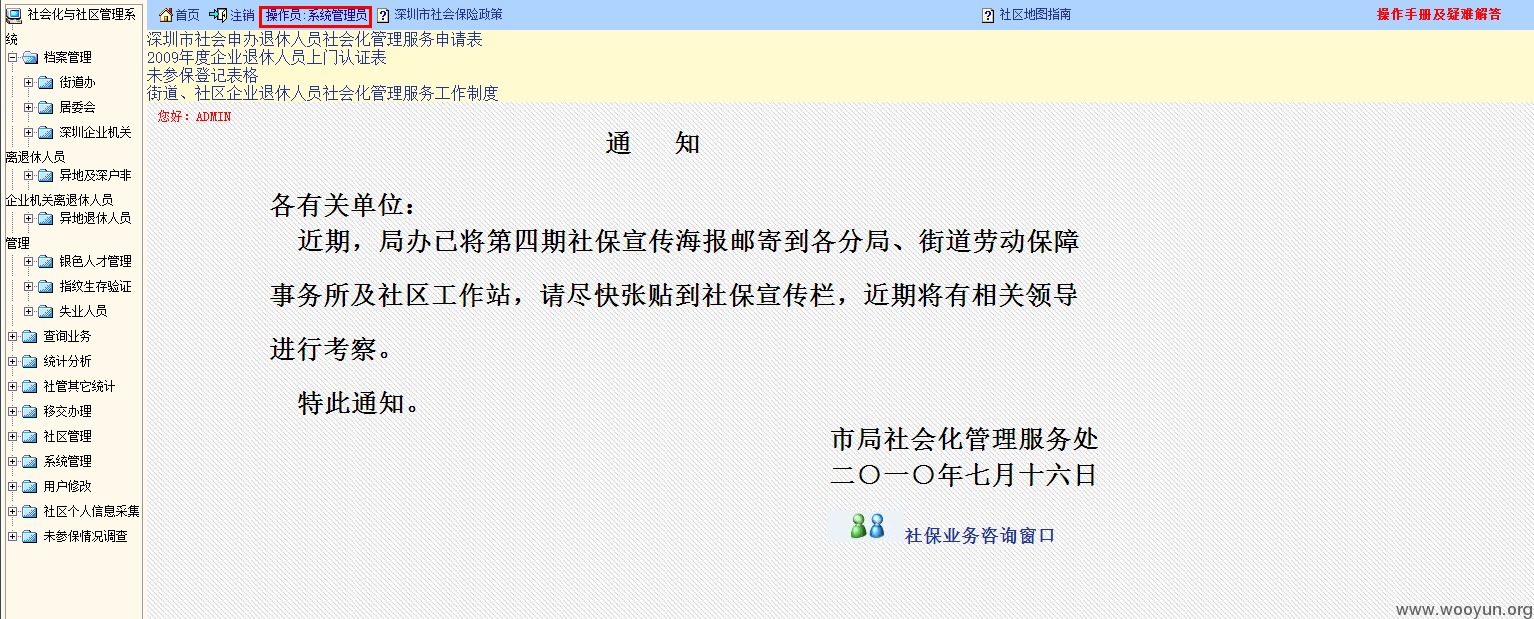 社会化与社区管理系
统
档案管理
街道办
居委会
深圳企业机关
离退休人员
异地及深户非
企业机关离退休人员
异地退休人员
管理
银色人才管理
指纹生存验证
失业人员
查询业务
统计分析
社管其它统计
移交办理
社区管理
系统管理
用户修改
社区个人信息采集
未参保情况调查
首页 注销 操作员:系统管理员 深圳市社会保险政策 社区地图指南 操作手册及疑难解答
深圳市社会申办退休人员社会化管理服务申请表
2009年度企业退休人员上门认证表
未参保登记表格
街道、社区企业退休人员社会化管理服务工作制度
您好：ADMIN
通 知
各有关单位：
近期，局办已将第四期社保宣传海报邮寄到各分局、街道劳动保障
事务所及社区工作站，请尽快张贴到社保宣传栏，近期将有相关领导
进行考察。
特此通知。
市局社会化管理服务处
二〇一〇年七月十六日
社保业务咨询窗口
www.wooyun.org